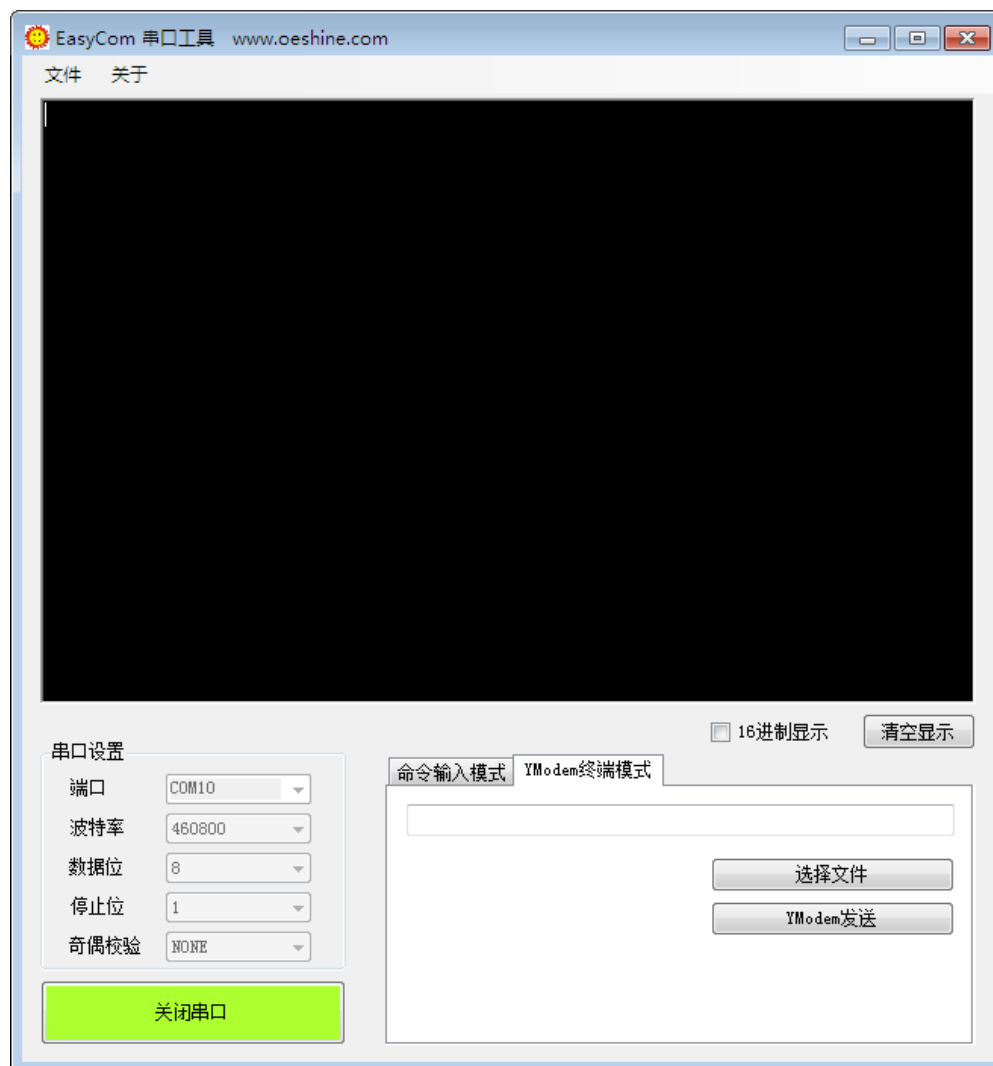 EasyCom 串口工具 www.oeshine.com
文件 关于
16进制显示 清空显示
串口设置
端口 COM10
波特率 460800
数据位 8
停止位 1
奇偶校验 NONE
关闭串口
命令输入模式 YModem终端模式
选择文件
YModem发送